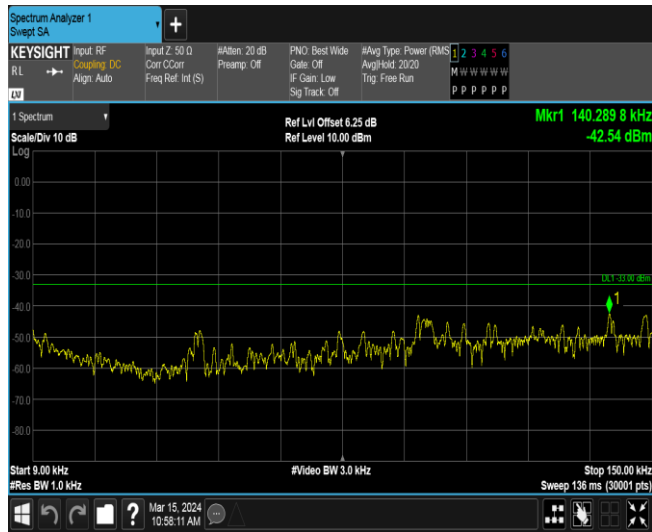 Spectrum Analyzer 1
Swept SA
+
KEYSIGHT
RL
LXI
Input: RF
Coupling: DC
Align: Auto
Input Z: 50 Ω
Corr CCorr
Freq Ref: Int (S)
#Atten: 20 dB
Preamp: Off
PNO: Best Wide
Gate: Off
IF Gain: Low
Sig Track: Off
#Avg Type: Power (RMS
Avg|Hold: 20/20
Trig: Free Run
1 2 3 4 5 6
M W W W W W
P P P P P P
1 Spectrum
Scale/Div 10 dB
Log
Ref Lvl Offset 6.25 dB
Ref Level 10.00 dBm
Mkr1 140.289 8 kHz
-42.54 dBm
0.00
-10.0
-20.0
-30.0
DL1 -33.00 dBm
-40.0
1
-50.0
-60.0
-70.0
-80.0
Start 9.00 kHz
#Video BW 3.0 kHz
Stop 150.00 kHz
#Res BW 1.0 kHz
Sweep 136 ms (30001 pts)
?
Mar 15, 2024
10:58:11 AM